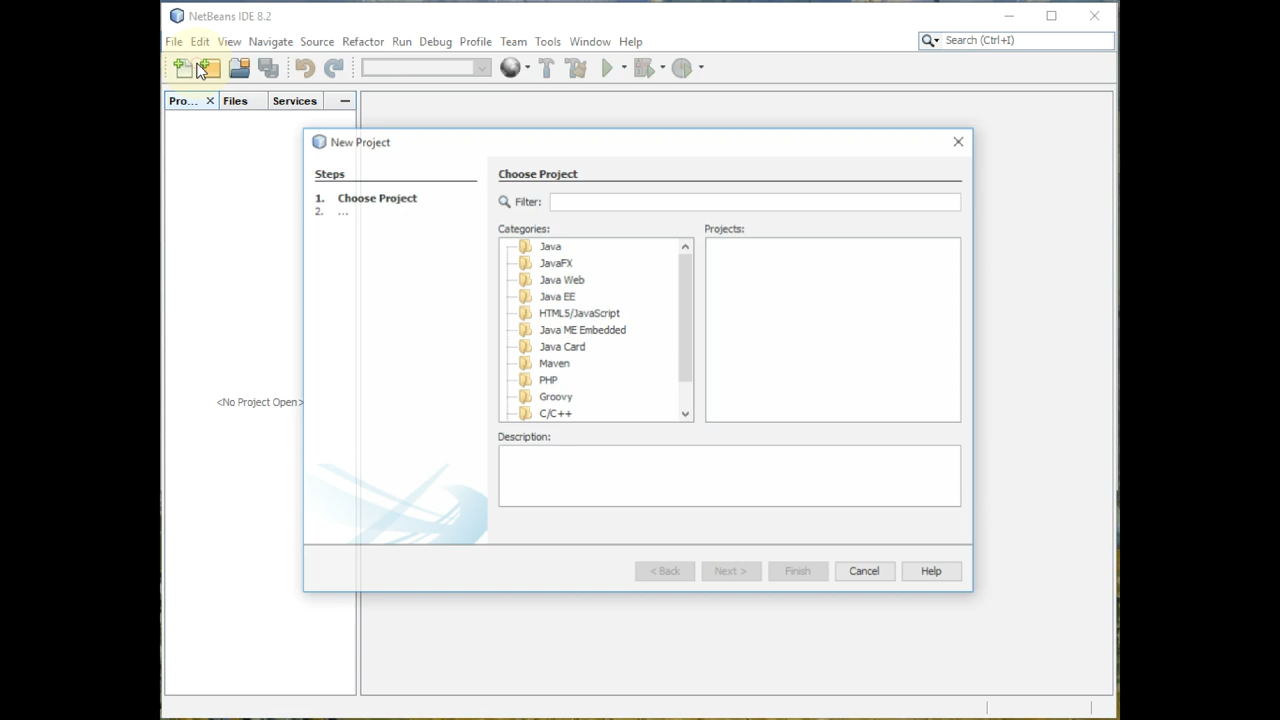 NetBeans IDE 8.2
File Edit View Navigate Source Refactor Run Debug Profile Team Tools Window Help
Search (Ctrl+I)
Pro... Files Services
<No Project Open>
New Project
Steps
1. Choose Project
2. ...
Choose Project
Filter:
Categories:
Java
JavaFX
Java Web
Java EE
HTML5/JavaScript
Java ME Embedded
Java Card
Maven
PHP
Groovy
C/C++
Projects:
Description:
< Back Next > Finish Cancel Help